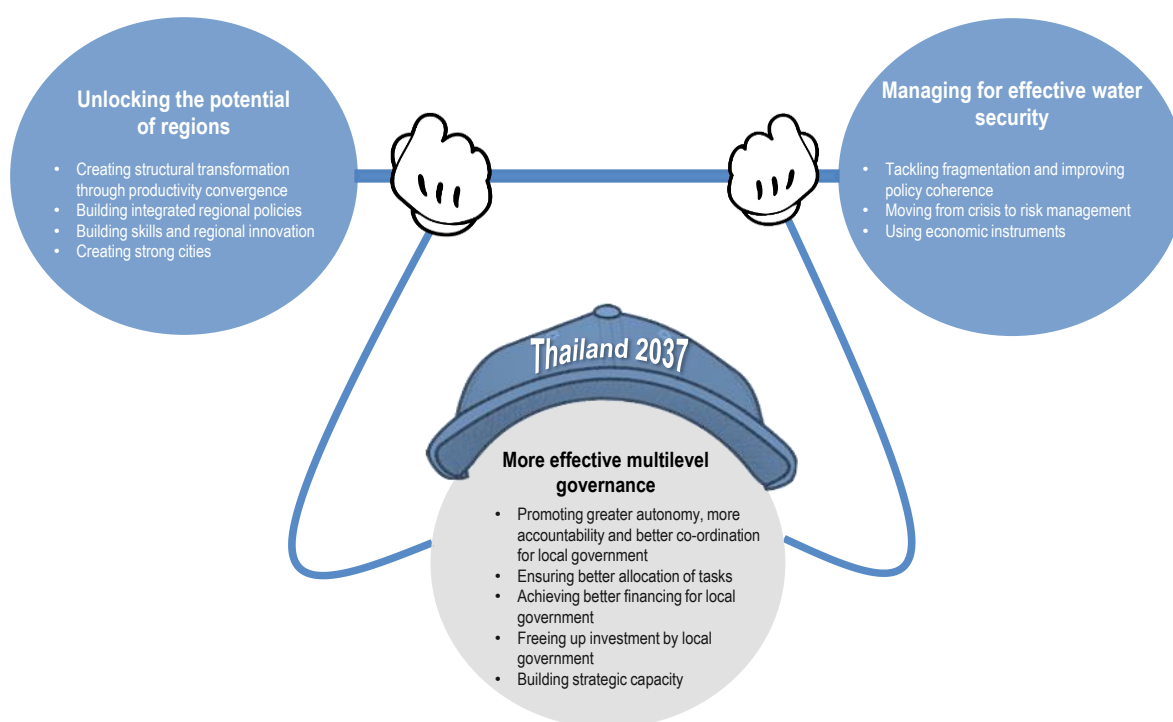 Unlocking the potential
of regions
• Creating structural transformation
through productivity convergence
• Building integrated regional policies
• Building skills and regional innovation
• Creating strong cities
Managing for effective water
security
• Tackling fragmentation and improving
policy coherence
• Moving from crisis to risk management
• Using economic instruments
Thailand 2037
More effective multilevel
governance
• Promoting greater autonomy, more
accountability and better co-ordination
for local government
• Ensuring better allocation of tasks
• Achieving better financing for local
government
• Freeing up investment by local
government
• Building strategic capacity